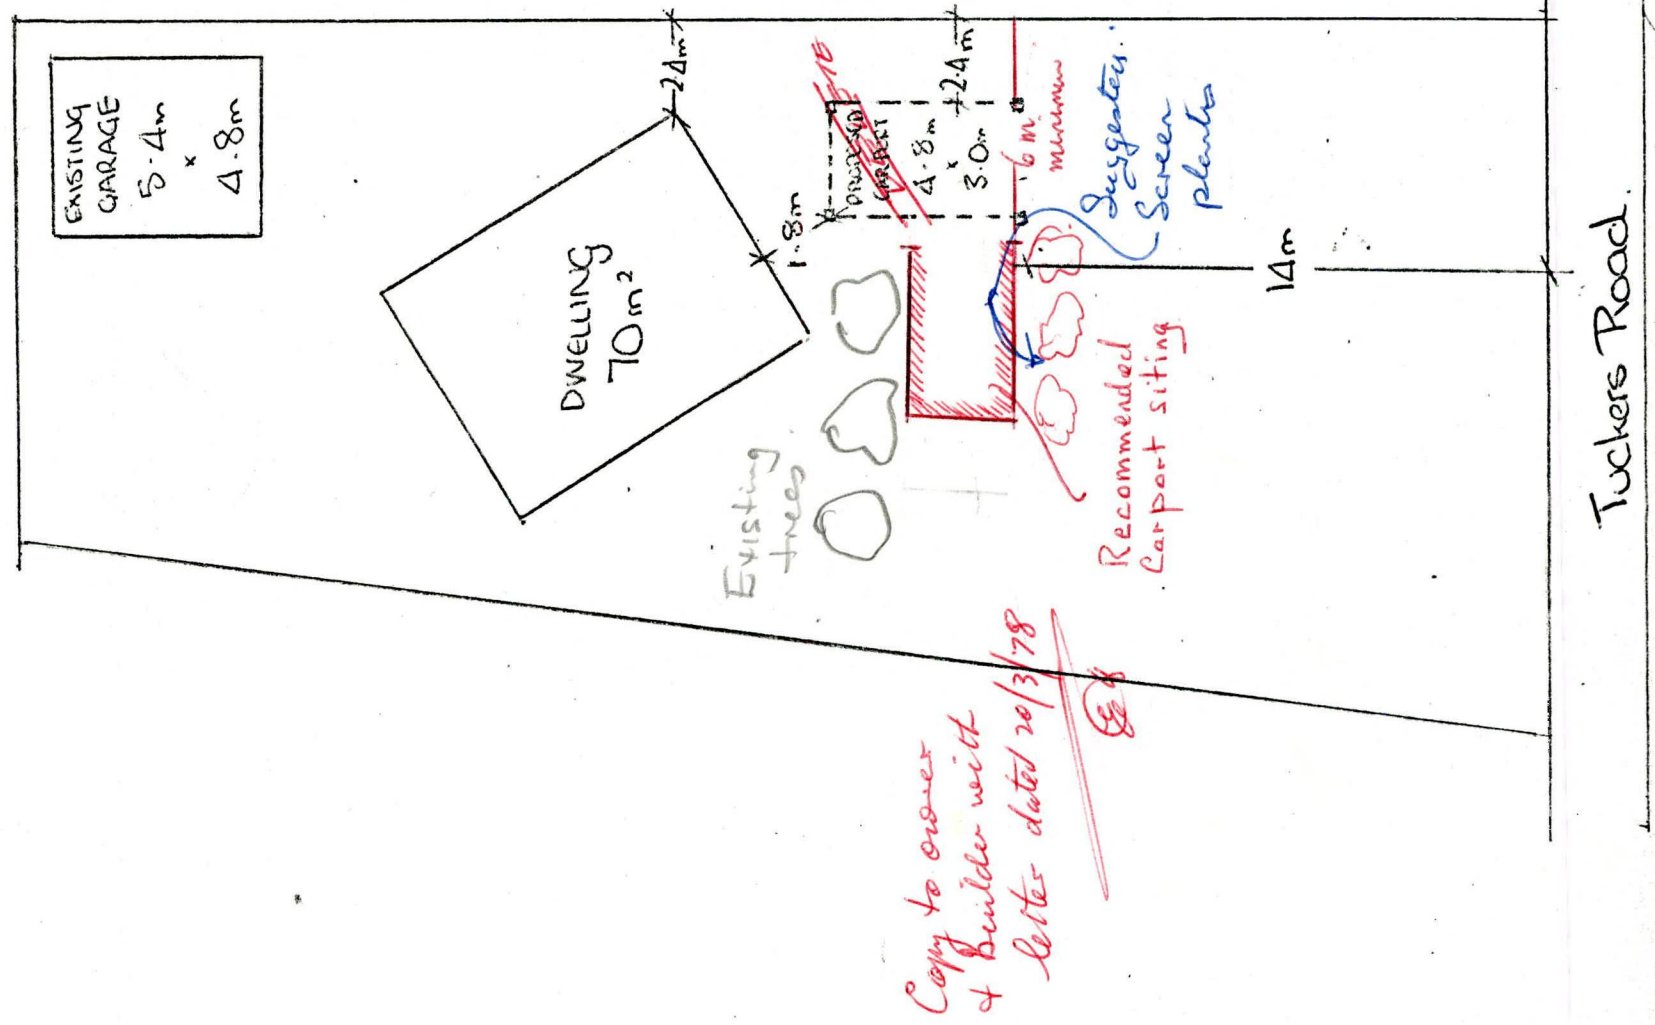 EXISTING
GARAGE
5.4m
x
4.8m
2.4m
DWELLING
70m²
1.8m
PROPOSED
CARPORT
4.8m
x
3.0m
2.4m
6m
minimum
Suggested
Screen
plants
14m
Existing
trees
Recommended
Carport siting
Copy to owner
& Builder with
letter dated 20/3/78
Tuckers Road.